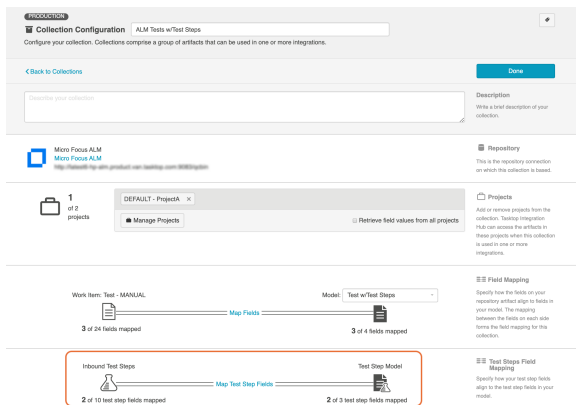 PRODUCTION
Collection Configuration ALM Tests w/Test Steps
Configure your collection. Collections comprise a group of artifacts that can be used in one or more integrations.
Back to Collections
Done
Describe your collection
Description
Write a brief description of your
collection.
Micro Focus ALM
Micro Focus ALM
Repository
This is the repository connection
on which this collection is based.
1
of 2
projects
DEFAULT - ProjectA ×
Manage Projects
Retrieve field values from all projects
Projects
Add or remove projects from the
collection. Tasktop Integration
Hub can access the artifacts in
these projects when this collection
is used in one or more
integrations.
Work Item: Test - MANUAL
Model: Test w/Test Steps
Map Fields
3 of 24 fields mapped
3 of 4 fields mapped
Field Mapping
Specify how the fields on your
repository artifact align to fields in
your model. The mapping
between the fields on each side
forms the field mapping for this
collection.
Inbound Test Steps
Test Step Model
Map Test Step Fields
2 of 10 test step fields mapped
2 of 3 test step fields mapped
Test Steps Field
Mapping
Specify how your test step fields
align to the test step fields in your
model.